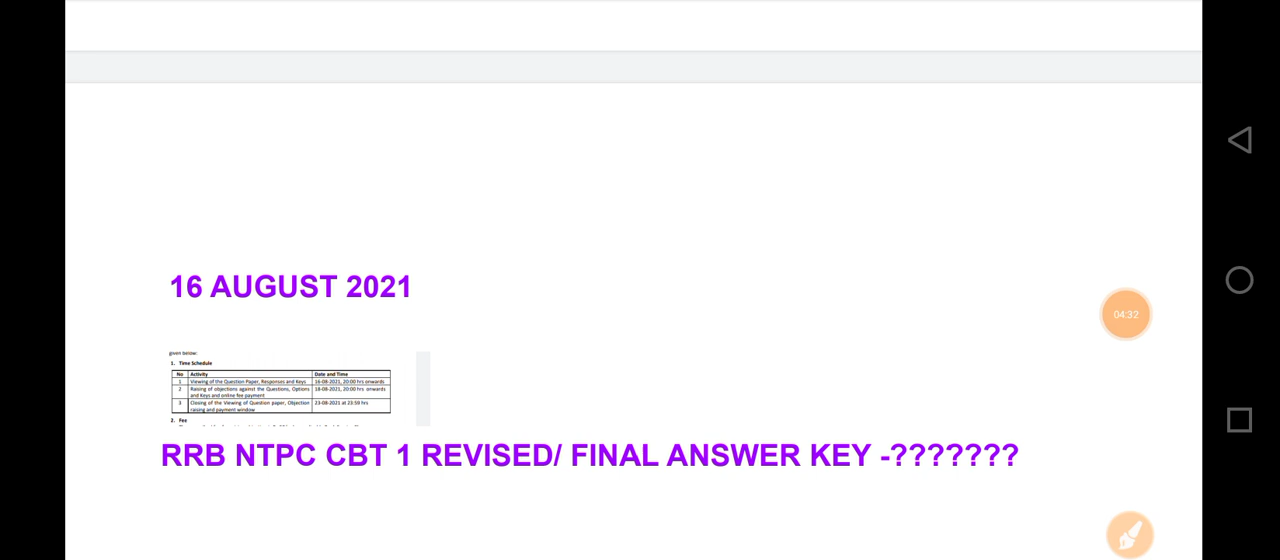 16 AUGUST 2021
04:32
given below:
1. Time Schedule
No Activity Date and Time
1 Viewing of the Question Paper, Responses and Keys 16-08-2021, 20:00 hrs onwards
2 Raising of objections against the Questions, Options and Keys and online fee payment 18-08-2021, 20:00 hrs onwards
3 Closing of the Viewing of Question paper, Objection raising and payment window 23-08-2021 at 23:59 hrs
2. Fee
RRB NTPC CBT 1 REVISED/ FINAL ANSWER KEY -???????